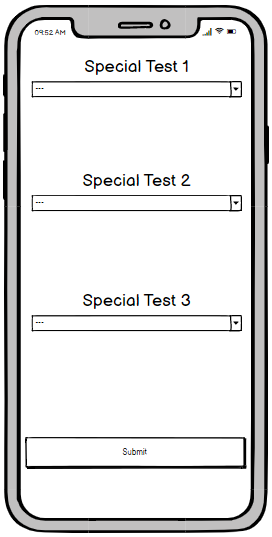 09:52 AM
Special Test 1
---
Special Test 2
---
Special Test 3
---
Submit